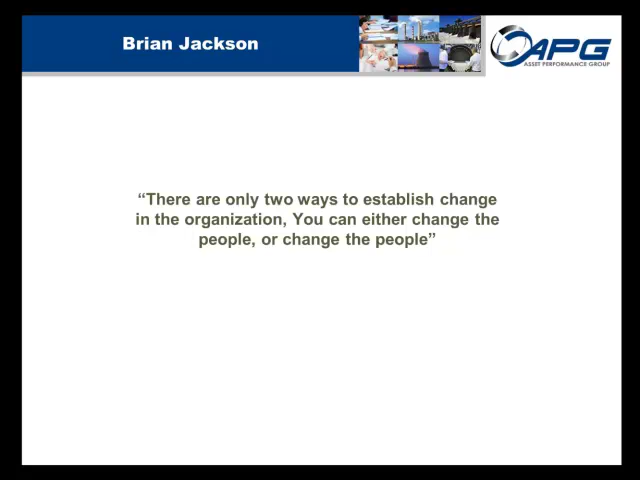 Brian Jackson
APG
ASSET PERFORMANCE GROUP
“There are only two ways to establish change
in the organization, You can either change the
people, or change the people”